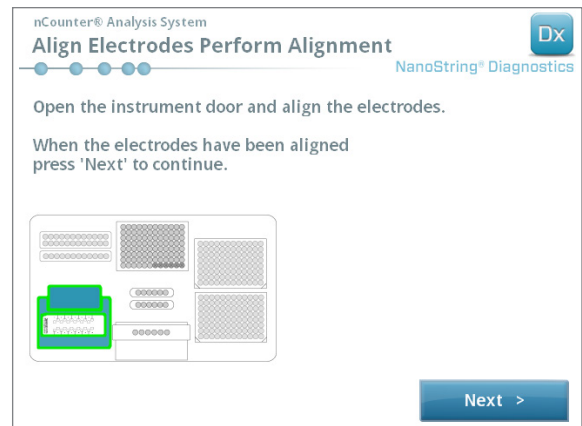 nCounter® Analysis System
Align Electrodes Perform Alignment
Dx
NanoString® Diagnostics
Open the instrument door and align the electrodes.
When the electrodes have been aligned
press 'Next' to continue.
Next >